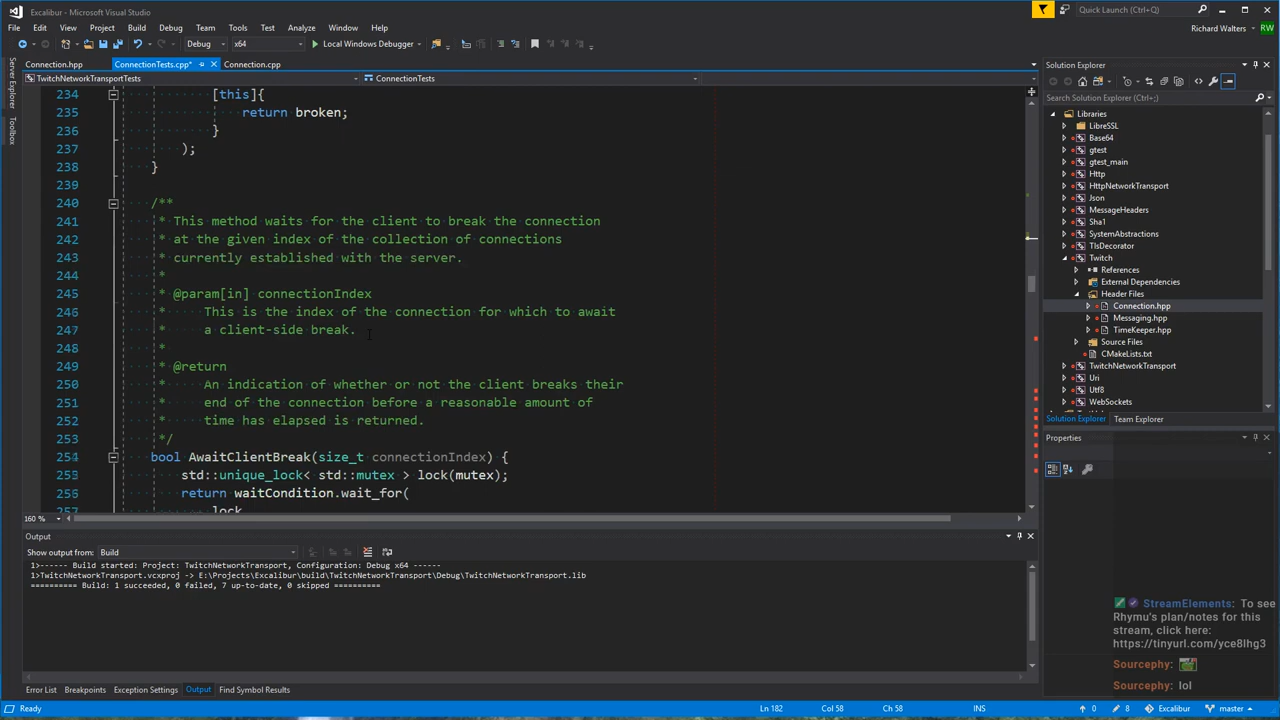 Excalibur - Microsoft Visual Studio
Quick Launch (Ctrl+Q)
File Edit View Project Build Debug Team Tools Test Analyze Window Help
Richard Walters
RW
Debug x64 Local Windows Debugger
Server Explorer
Toolbox
Connection.hpp ConnectionTests.cpp* Connection.cpp
TwitchNetworkTransportTests ConnectionTests
234 [this]{
235 return broken;
236 }
237 );
238 }
239
240 /**
241 * This method waits for the client to break the connection
242 * at the given index of the collection of connections
243 * currently established with the server.
244 *
245 * @param[in] connectionIndex
246 * This is the index of the connection for which to await
247 * a client-side break.
248 *
249 * @return
250 * An indication of whether or not the client breaks their
251 * end of the connection before a reasonable amount of
252 * time has elapsed is returned.
253 */
254 bool AwaitClientBreak(size_t connectionIndex) {
255 std::unique_lock< std::mutex > lock(mutex);
256 return waitCondition.wait_for(
257 lock
160 %
Solution Explorer
Search Solution Explorer (Ctrl+;)
Libraries
LibreSSL
Base64
gtest
gtest_main
Http
HttpNetworkTransport
Json
MessageHeaders
Sha1
SystemAbstractions
TlsDecorator
Twitch
References
External Dependencies
Header Files
Connection.hpp
Messaging.hpp
TimeKeeper.hpp
Source Files
CMakeLists.txt
TwitchNetworkTransport
Uri
Utf8
WebSockets
Solution Explorer Team Explorer
Properties
Output
Show output from: Build
1>------ Build started: Project: TwitchNetworkTransport, Configuration: Debug x64 ------
1>TwitchNetworkTransport.vcxproj -> E:\Projects\Excalibur\build\TwitchNetworkTransport\Debug\TwitchNetworkTransport.lib
========== Build: 1 succeeded, 0 failed, 7 up-to-date, 0 skipped ==========
StreamElements: To see
Rhymu's plan/notes for this
stream, click here:
https://tinyurl.com/yce8lhg3
Sourcephy:
Sourcephy: lol
Error List Breakpoints Exception Settings Output Find Symbol Results
Ready Ln 182 Col 58 Ch 58 INS 0 8 Excalibur master